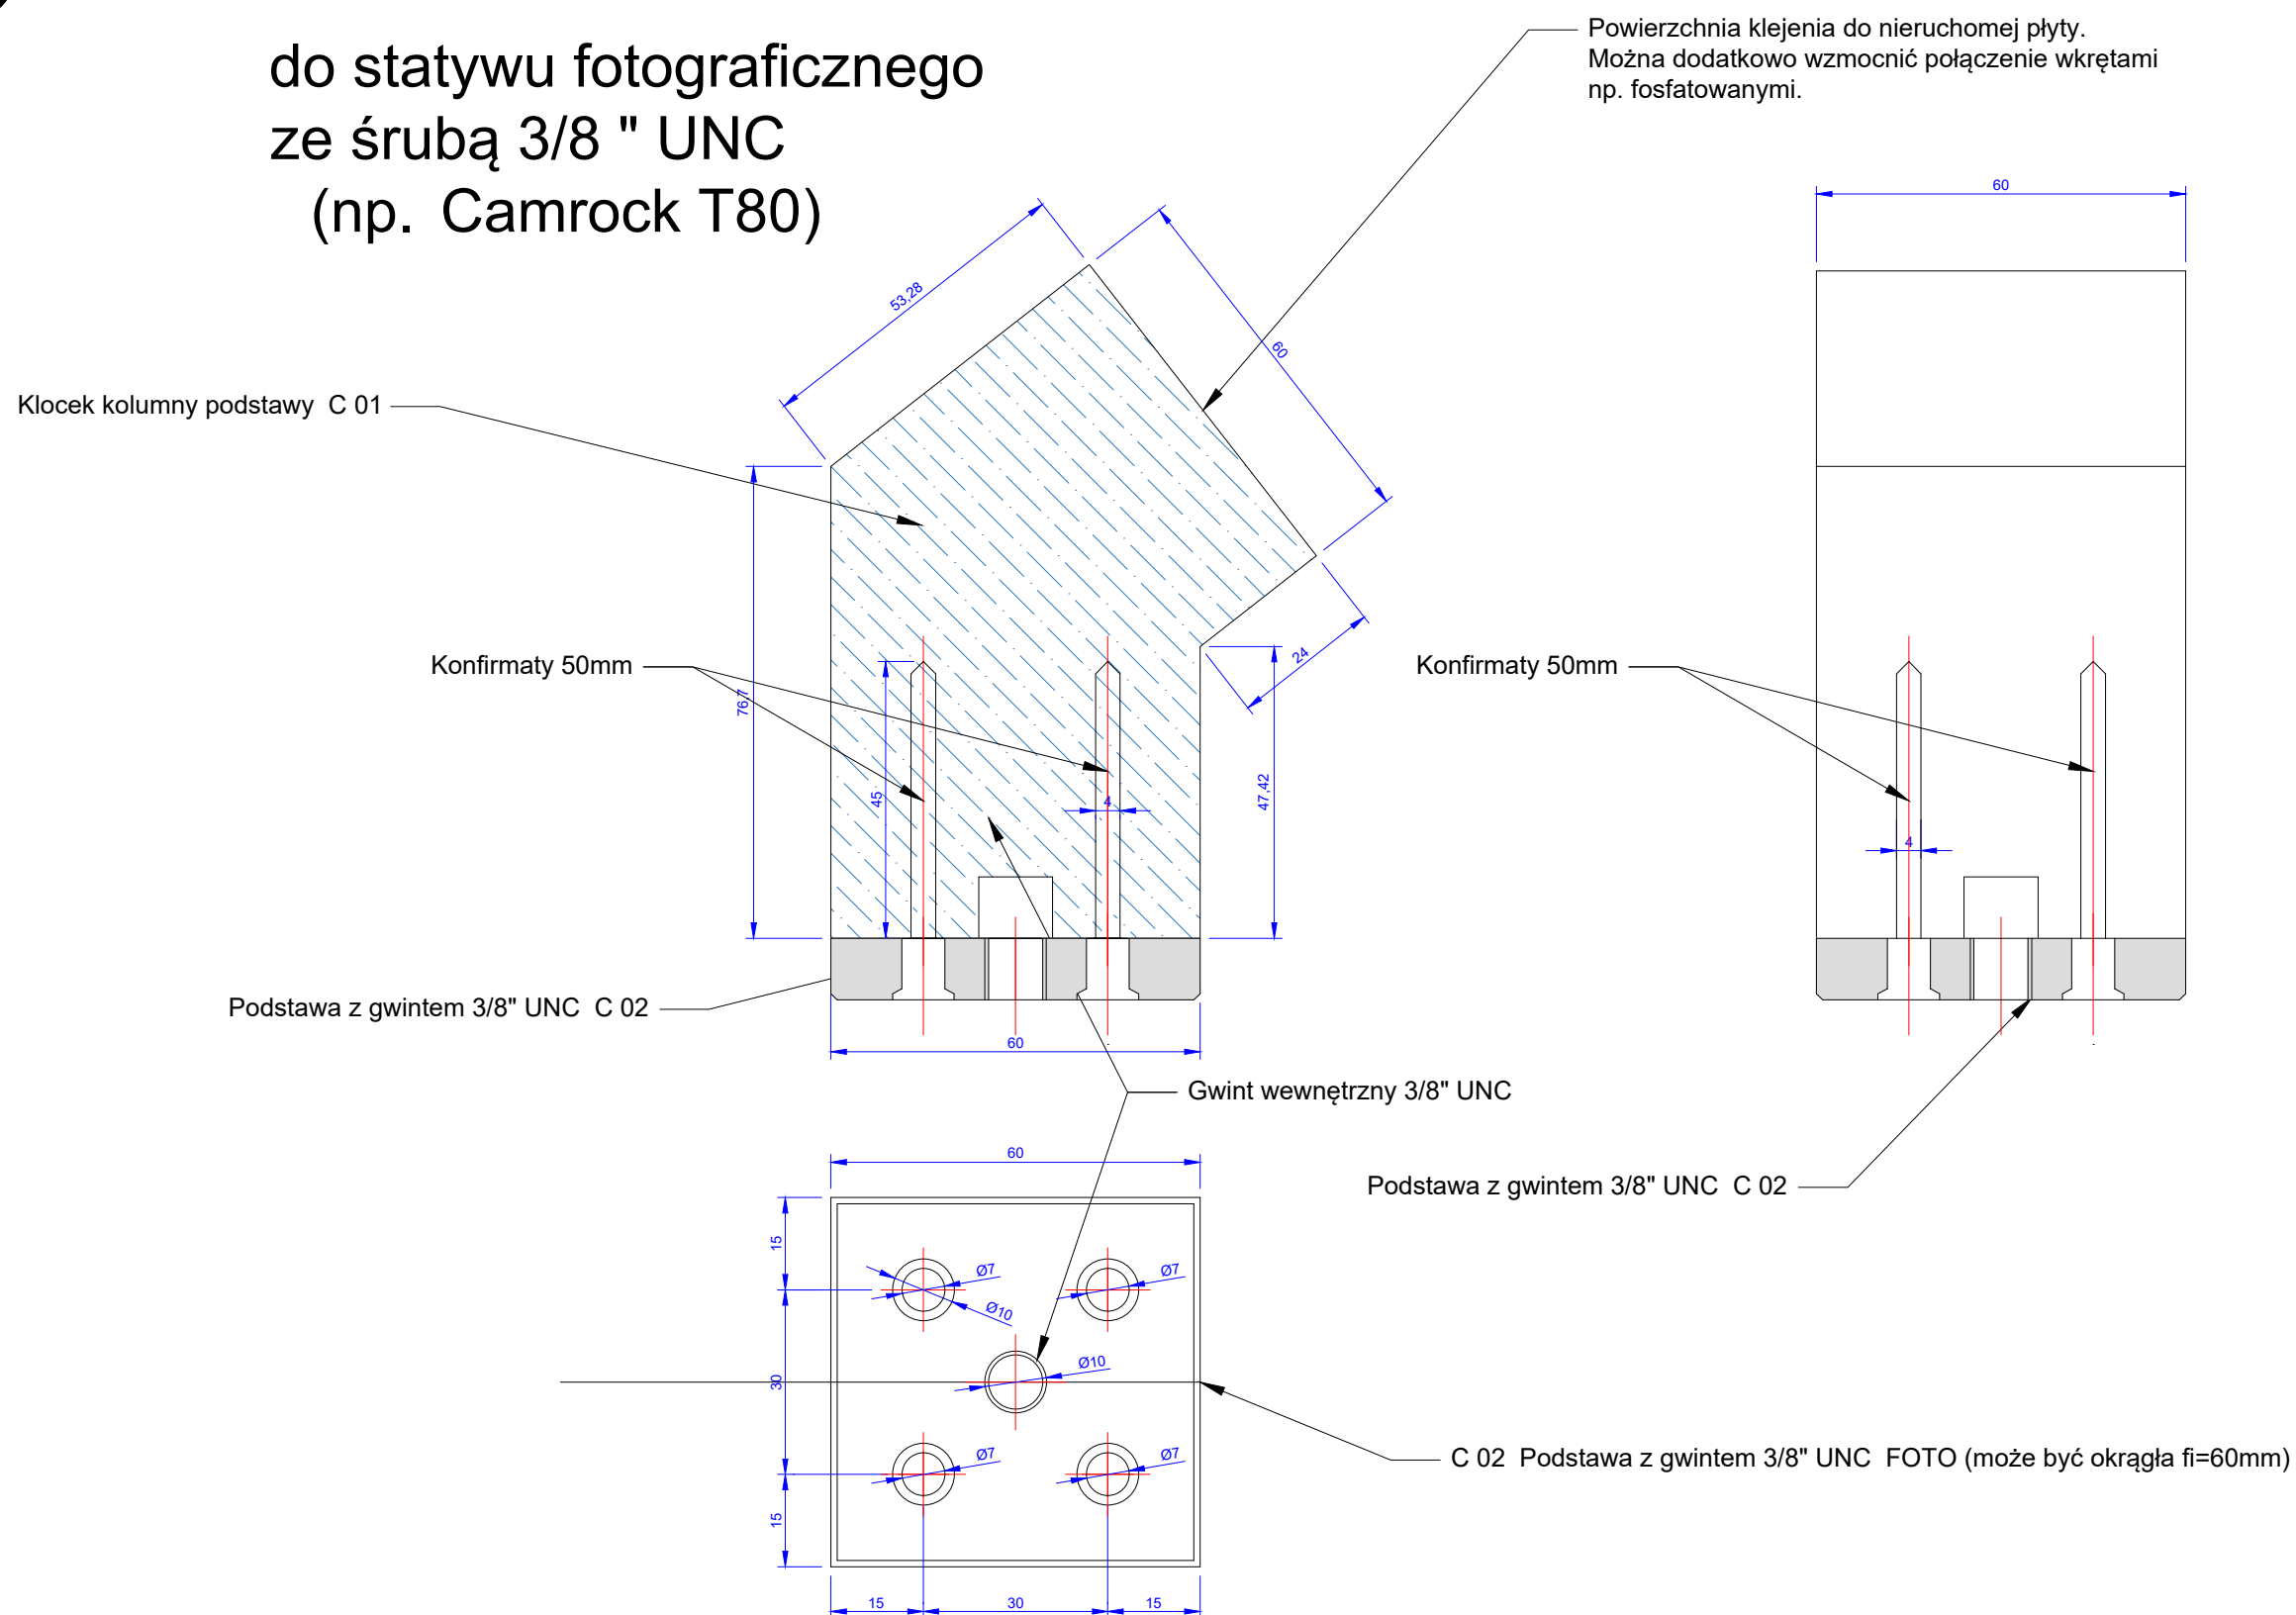 do statywu fotograficznego
ze śrubą 3/8 " UNC
(np. Camrock T80)
Powierzchnia klejenia do nieruchomej płyty.
Można dodatkowo wzmocnić połączenie wkrętami
np. fosfatowanymi.
60
53,28
60
Klocek kolumny podstawy C 01
24
Konfirmaty 50mm
Konfirmaty 50mm
76,7
45
4
47,42
4
Podstawa z gwintem 3/8" UNC C 02
60
Gwint wewnętrzny 3/8" UNC
60
Podstawa z gwintem 3/8" UNC C 02
15
Ø7
Ø7
Ø10
Ø10
30
Ø7
Ø7
C 02 Podstawa z gwintem 3/8" UNC FOTO (może być okrągła fi=60mm)
15
15
30
15